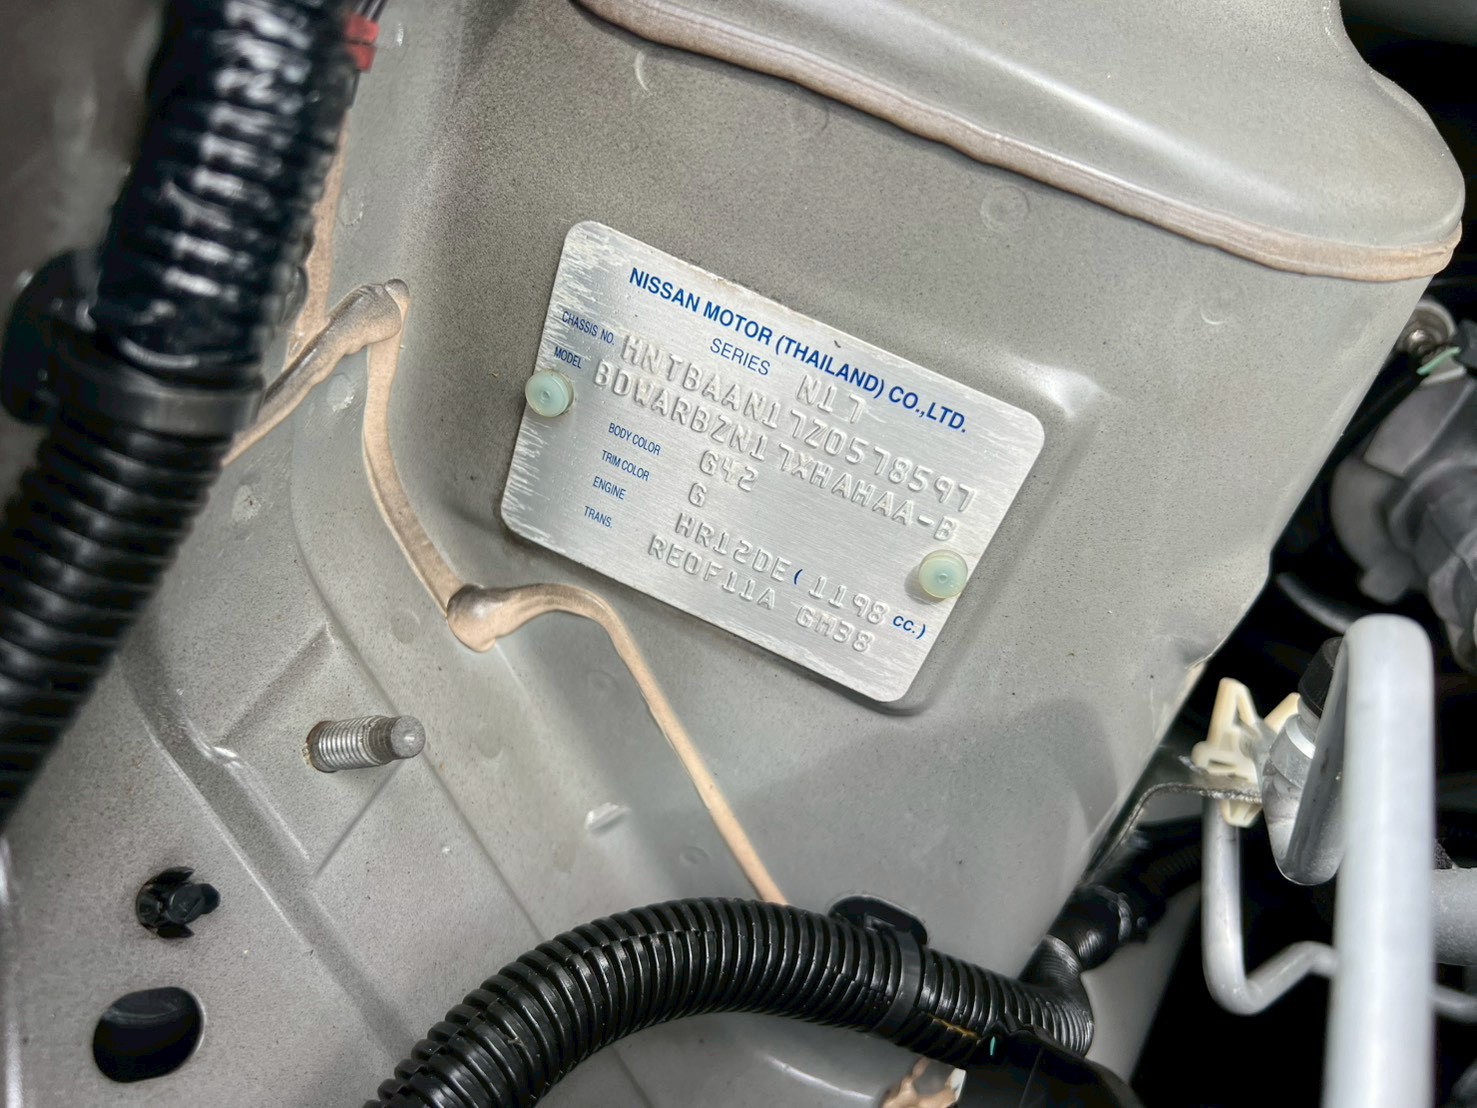 NISSAN MOTOR (THAILAND) CO.,LTD.
SERIES N17
CHASSIS NO. HNTBAAN17Z0578597
MODEL BDWARBZN17XHAHAA-B
BODY COLOR G42
TRIM COLOR G
ENGINE HR12DE (1198 CC.)
TRANS. RE0F11A GM38